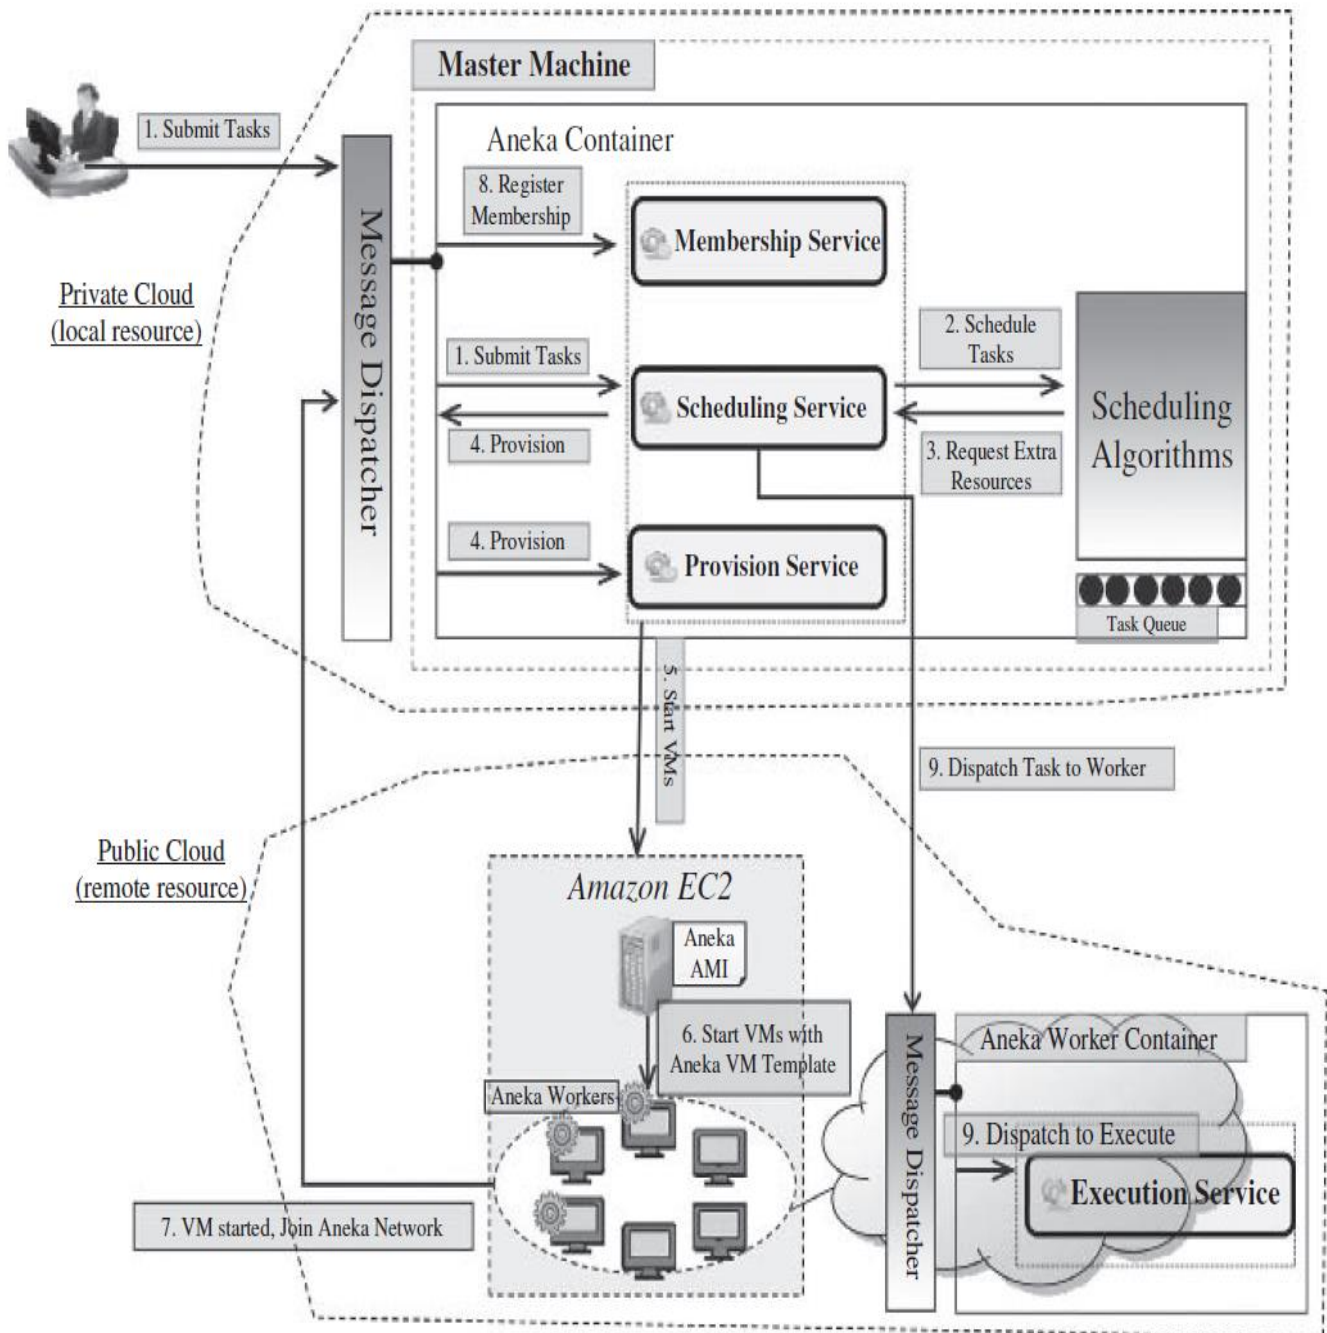 Master Machine
1. Submit Tasks
Aneka Container
8. Register
Membership
Membership Service
Message Dispatcher
Private Cloud
(local resource)
1. Submit Tasks
Scheduling Service
2. Schedule
Tasks
Scheduling
Algorithms
4. Provision
3. Request Extra
Resources
4. Provision
Provision Service
Task Queue
5. Start VMs
9. Dispatch Task to Worker
Public Cloud
(remote resource)
Amazon EC2
Aneka
AMI
6. Start VMs with
Aneka VM Template
Aneka Workers
Message Dispatcher
Aneka Worker Container
9. Dispatch to Execute
Execution Service
7. VM started, Join Aneka Network